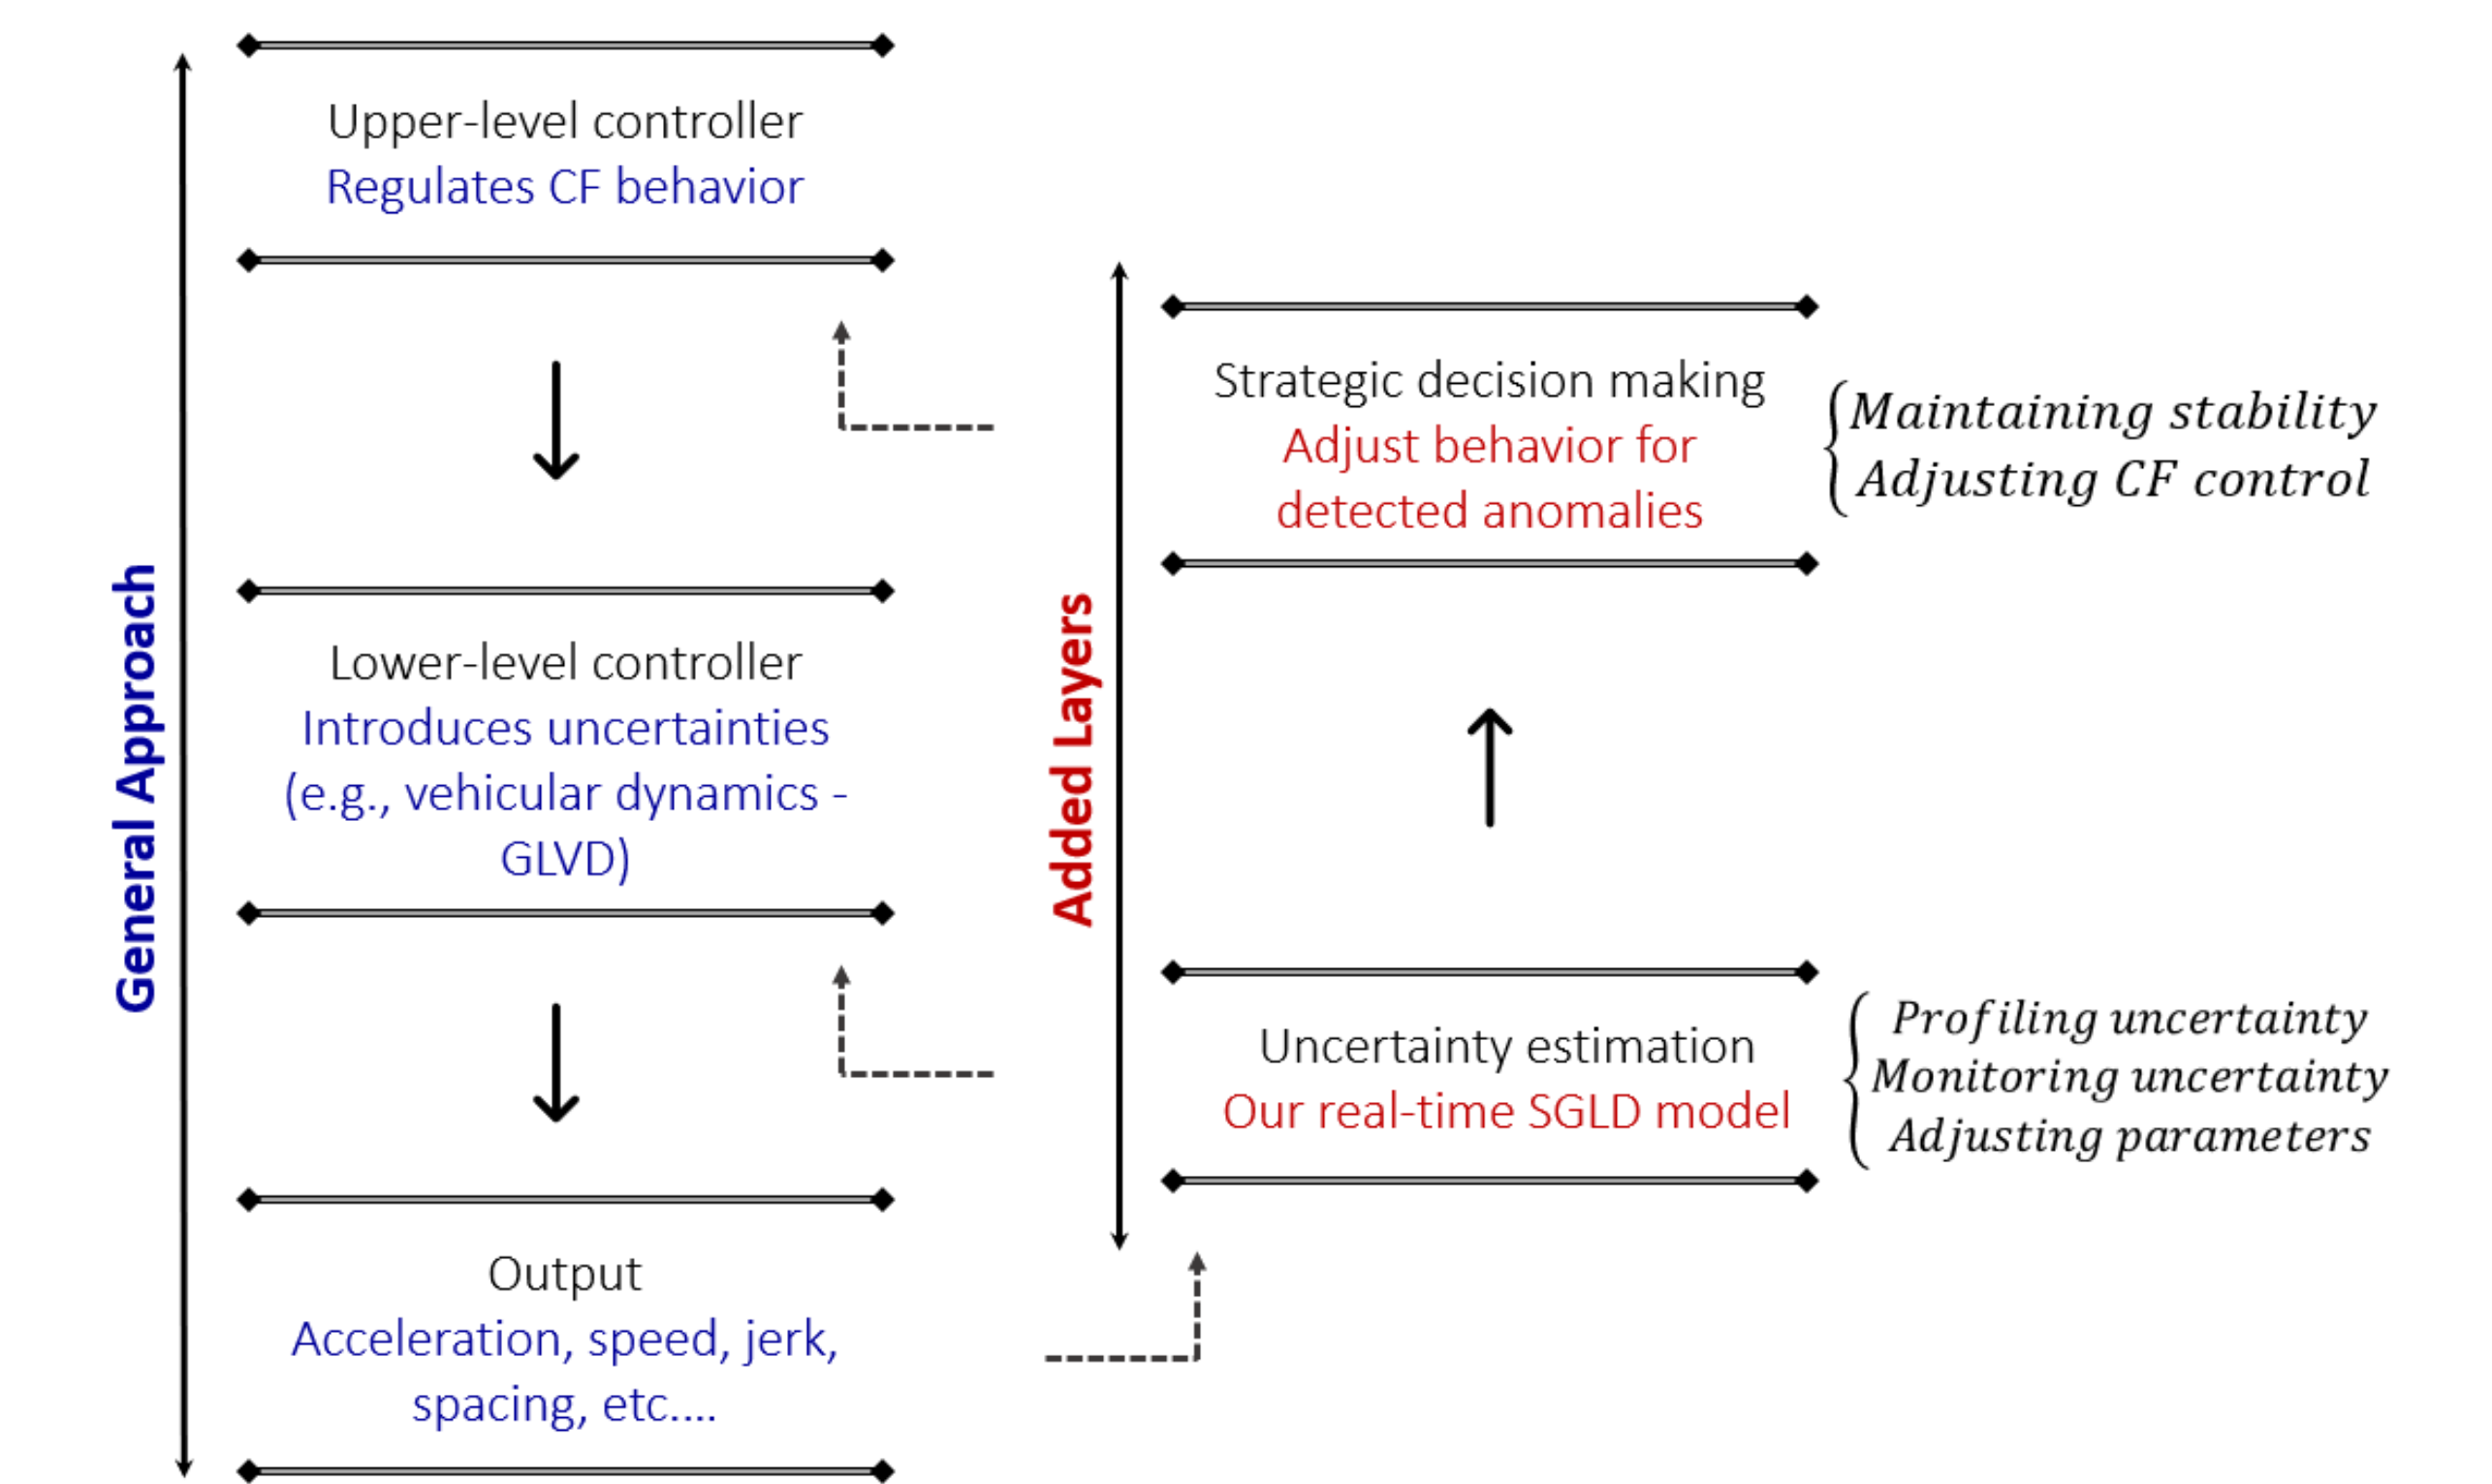 General Approach
Upper-level controller
Regulates CF behavior
Lower-level controller
Introduces uncertainties
(e.g., vehicular dynamics -
GLVD)
Output
Acceleration, speed, jerk,
spacing, etc....
Added Layers
Strategic decision making
Adjust behavior for
detected anomalies
Maintaining stability
Adjusting CF control
Uncertainty estimation
Our real-time SGLD model
Profiling uncertainty
Monitoring uncertainty
Adjusting parameters